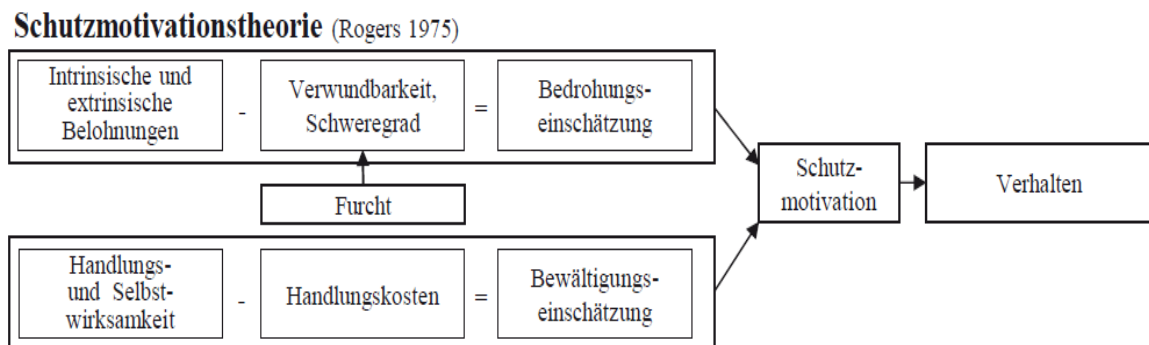 Schutzmotivationstheorie (Rogers 1975)
Intrinsische und
extrinsische
Belohnungen
-
Verwundbarkeit,
Schweregrad
=
Bedrohungs-
einschätzung
Furcht
Handlungs-
und Selbst-
wirksamkeit
-
Handlungskosten
=
Bewältigungs-
einschätzung
Schutz-
motivation
Verhalten